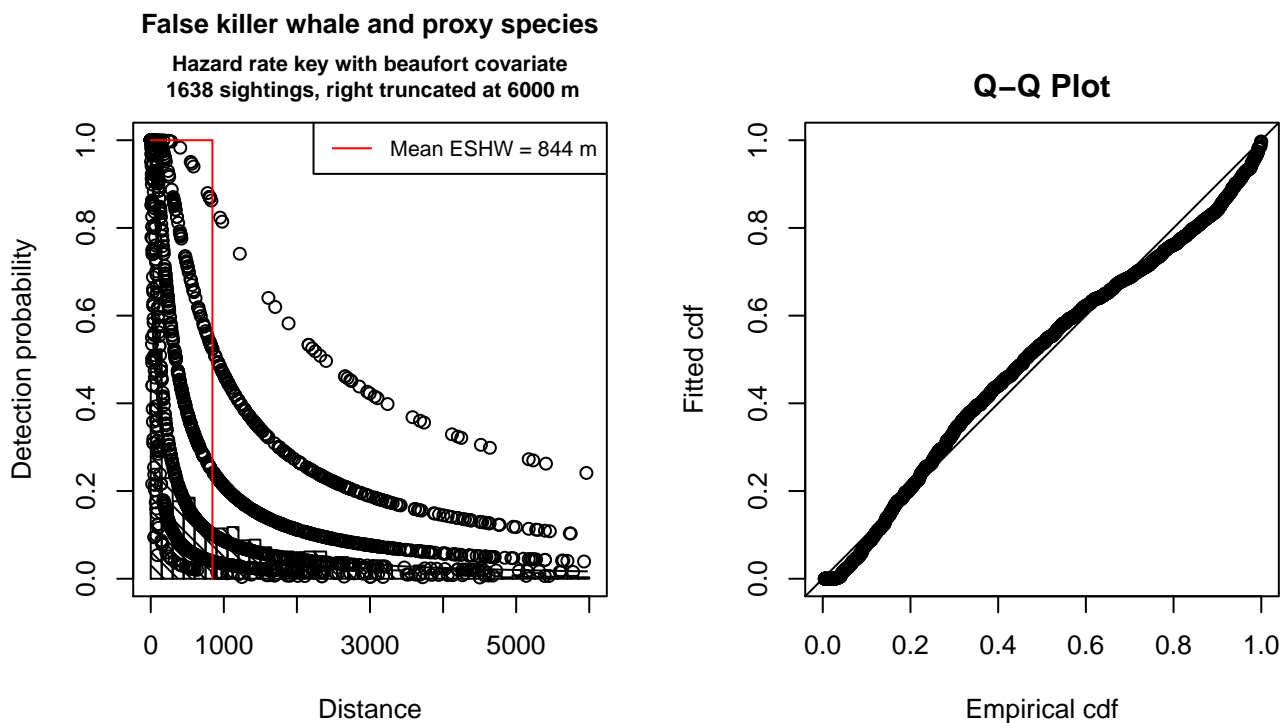 False killer whale and proxy species
Hazard rate key with beaufort covariate
1638 sightings, right truncated at 6000 m
Mean ESHW = 844 m
Detection probability
1.0
0.8
0.6
0.4
0.2
0.0
0 1000 3000 5000
Distance
Q−Q Plot
Fitted cdf
1.0
0.8
0.6
0.4
0.2
0.0
0.0 0.2 0.4 0.6 0.8 1.0
Empirical cdf